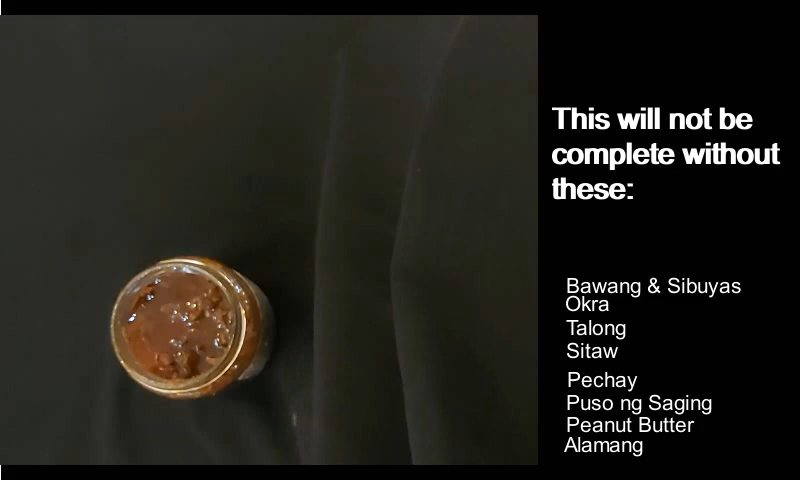 This will not be
complete without
these:
Bawang & Sibuyas
Okra
Talong
Sitaw
Pechay
Puso ng Saging
Peanut Butter
Alamang